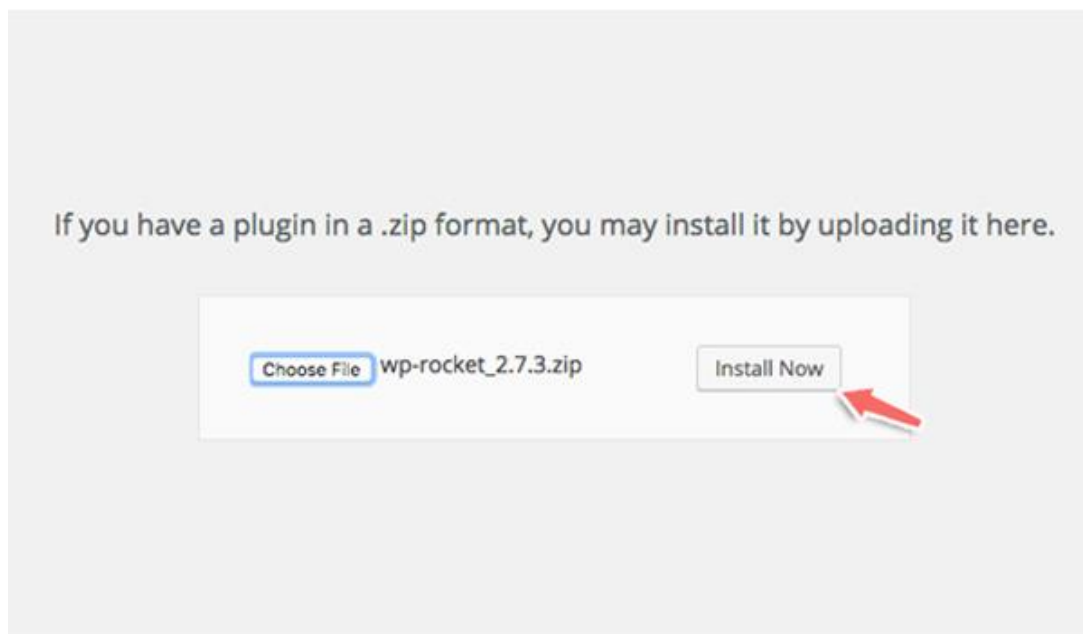 If you have a plugin in a .zip format, you may install it by uploading it here.
Choose File wp-rocket_2.7.3.zip Install Now